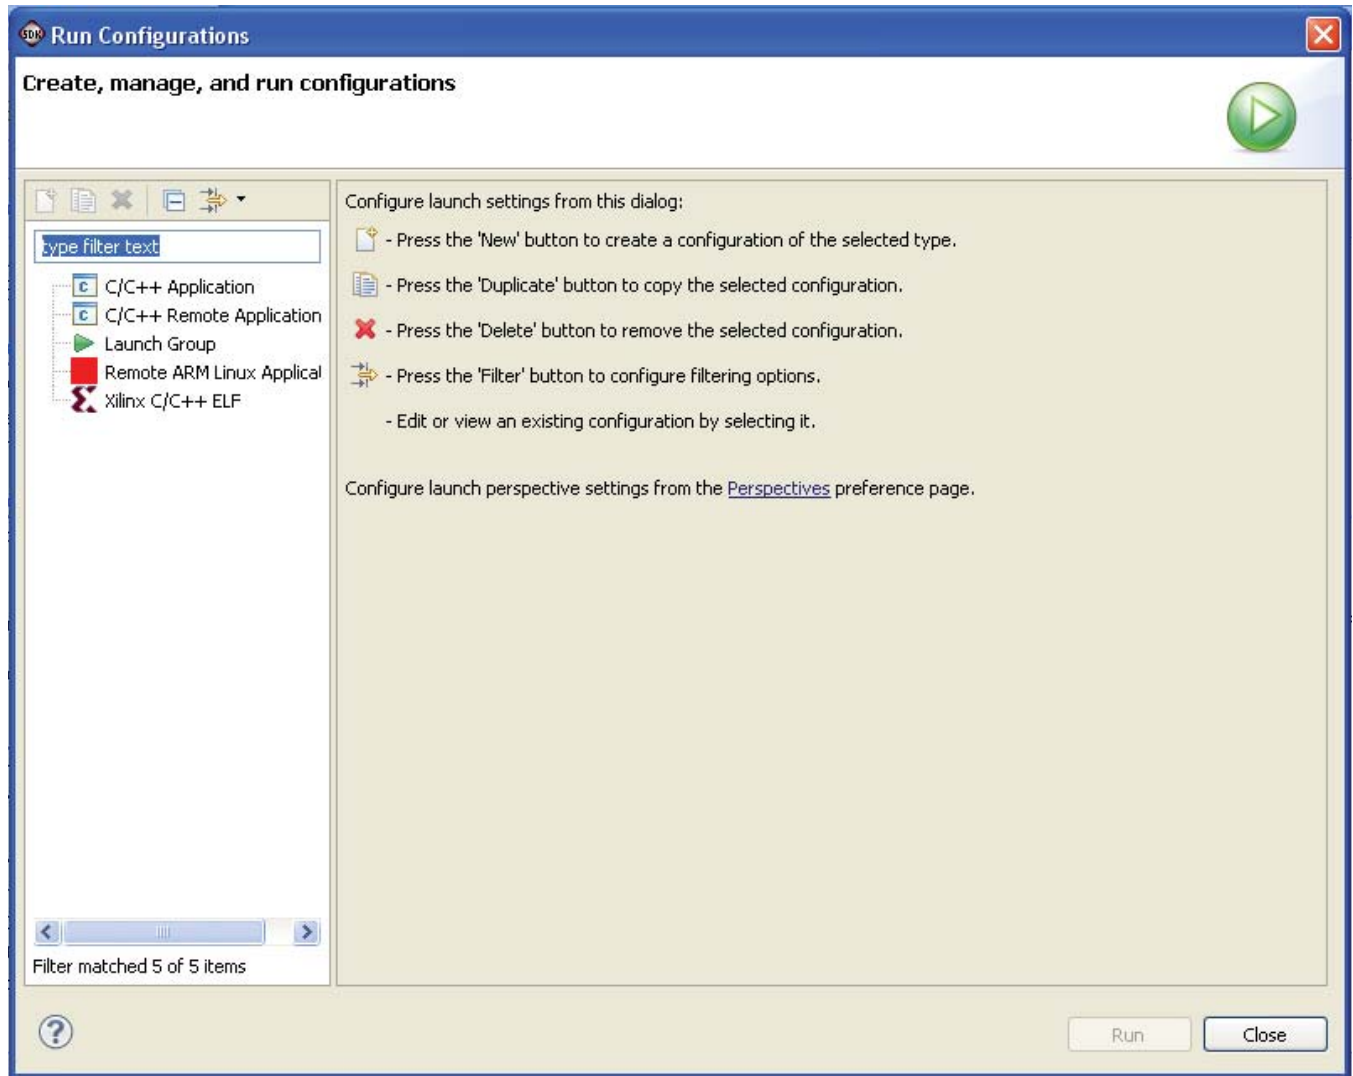 SDK Run Configurations
Create, manage, and run configurations
type filter text
C/C++ Application
C/C++ Remote Application
Launch Group
Remote ARM Linux Applicat
Xilinx C/C++ ELF
Filter matched 5 of 5 items
Configure launch settings from this dialog:
- Press the 'New' button to create a configuration of the selected type.
- Press the 'Duplicate' button to copy the selected configuration.
- Press the 'Delete' button to remove the selected configuration.
- Press the 'Filter' button to configure filtering options.
- Edit or view an existing configuration by selecting it.
Configure launch perspective settings from the Perspectives preference page.
Run
Close